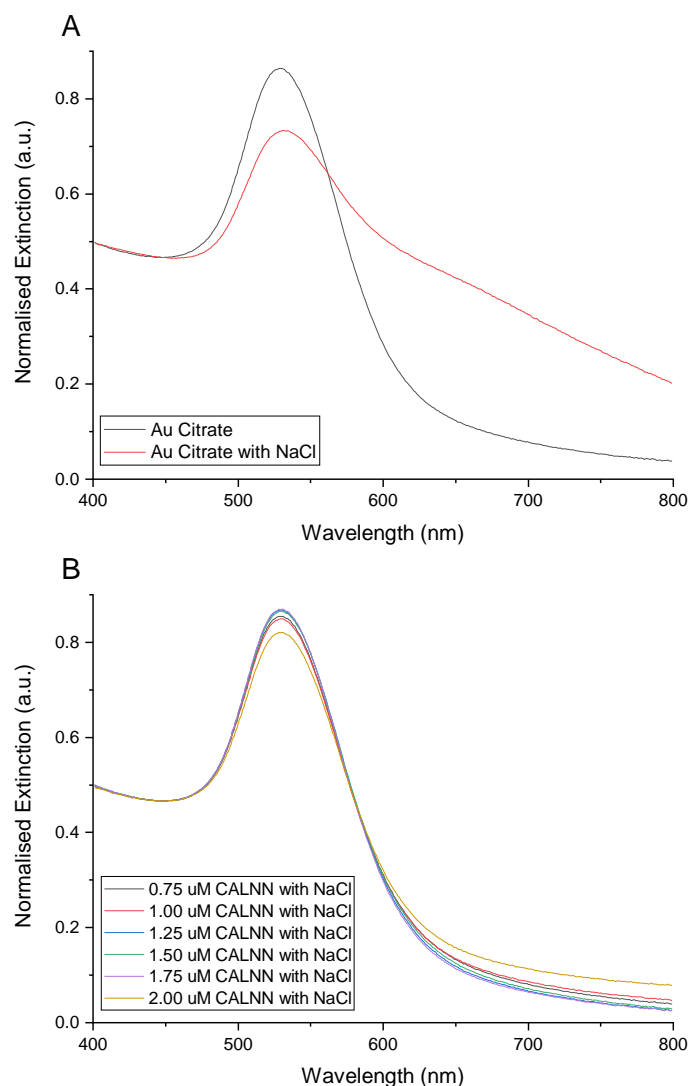 A
Normalised Extinction (a.u.)
0.8
0.6
0.4
0.2
0.0
Au Citrate
Au Citrate with NaCl
400 500 600 700 800
Wavelength (nm)
B
Normalised Extinction (a.u.)
0.8
0.6
0.4
0.2
0.0
0.75 uM CALNN with NaCl
1.00 uM CALNN with NaCl
1.25 uM CALNN with NaCl
1.50 uM CALNN with NaCl
1.75 uM CALNN with NaCl
2.00 uM CALNN with NaCl
400 500 600 700 800
Wavelength (nm)